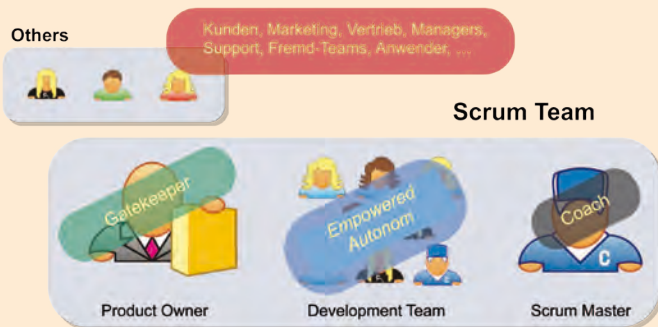 Others
Kunden, Marketing, Vertrieb, Managers,
Support, Fremd-Teams, Anwender, ...
Scrum Team
Gatekeeper
Empowered
Autonom
Coach
C
Product Owner
Development Team
Scrum Master